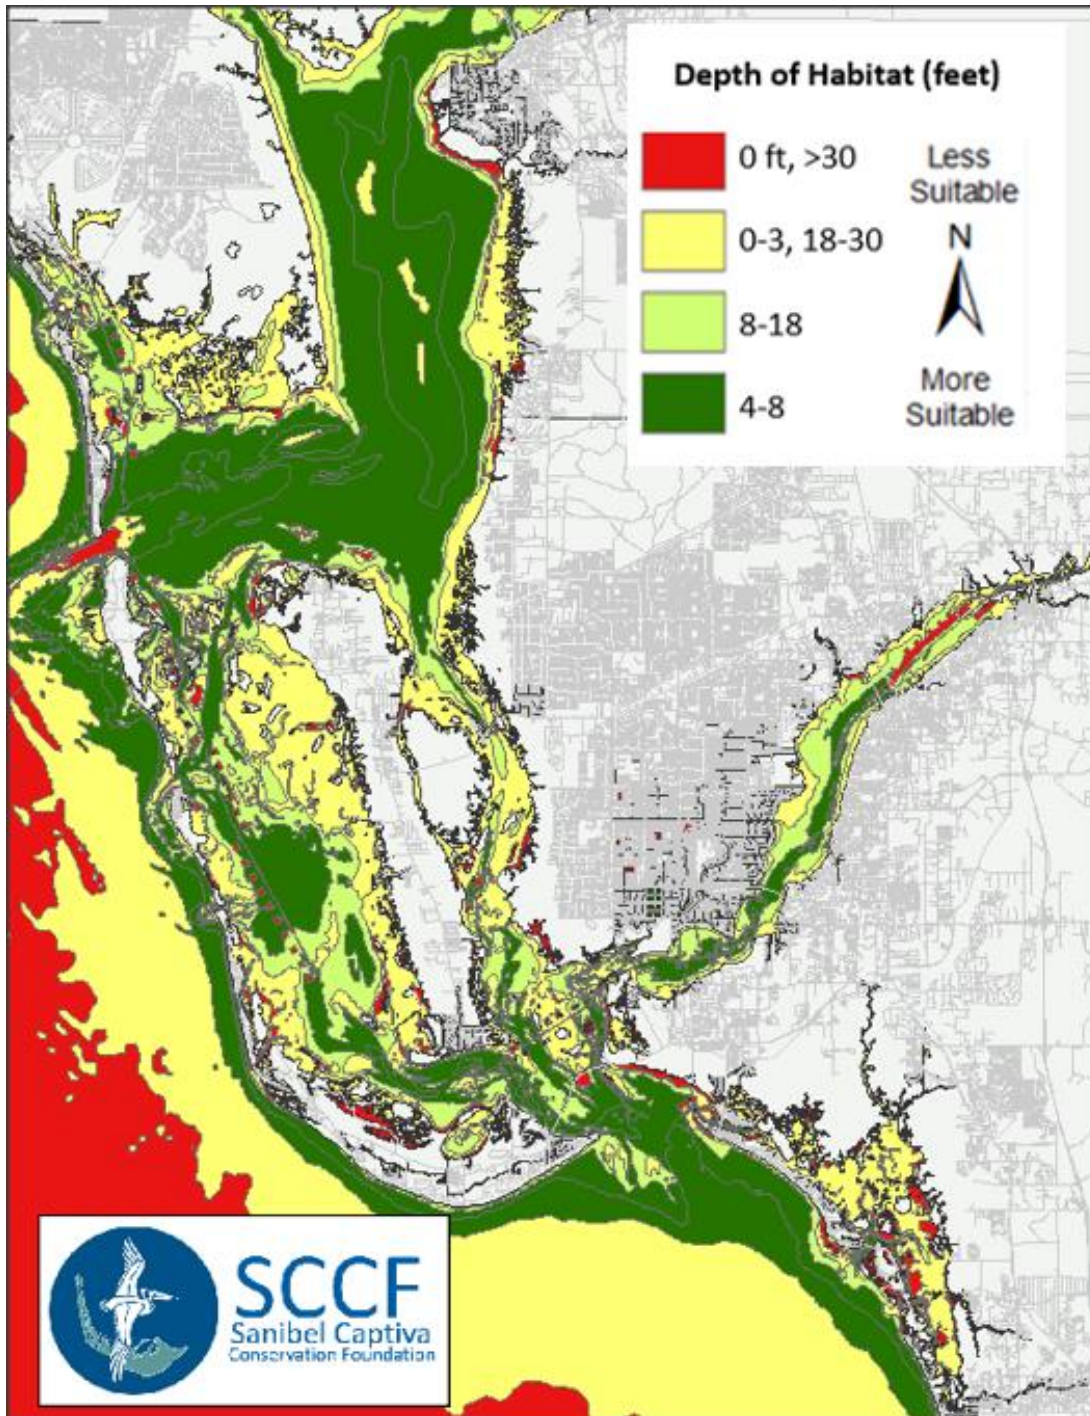 Depth of Habitat (feet)
0 ft, >30
Less
Suitable
0-3, 18-30
N
8-18
4-8
More
Suitable
SCCF
Sanibel Captiva
Conservation Foundation